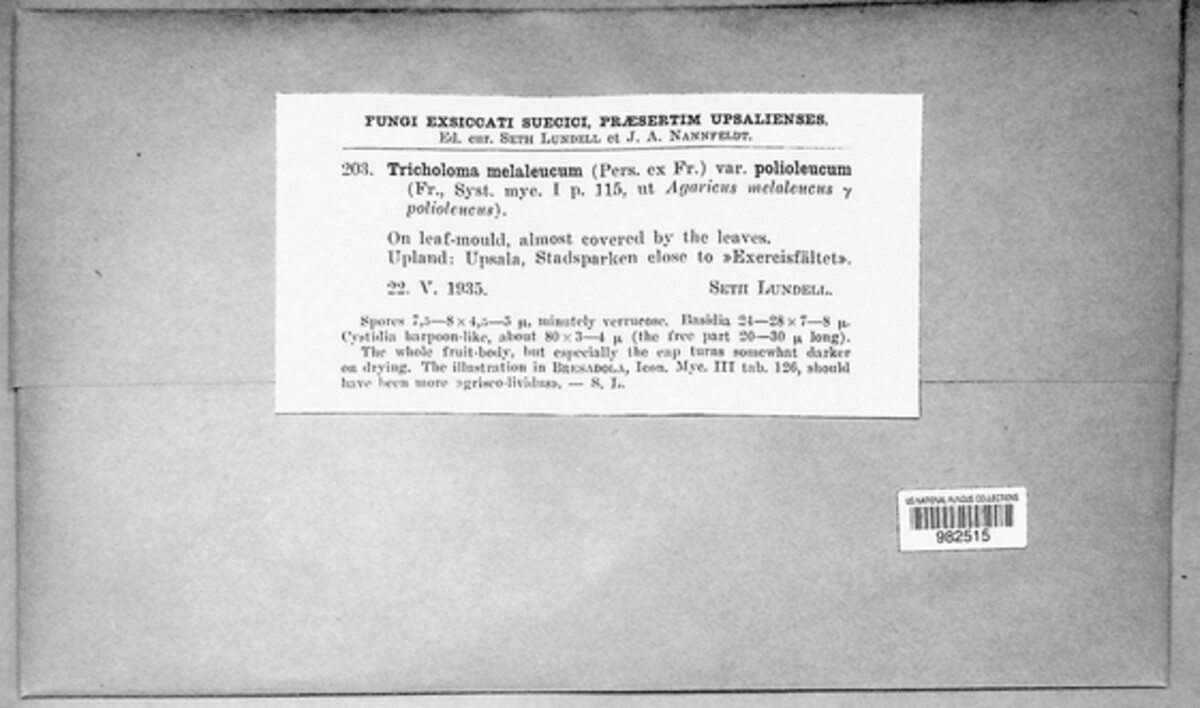 FUNGI EXSICCATI SUECICI, PRÆSERTIM UPSALIENSES.
Ed. cur. SETH LUNDELL et J. A. NANNFELDT.
203. Tricholoma melaleucum (Pers. ex Fr.) var. polioleucum
(Fr., Syst. myc. I p. 115, ut Agaricus melaleucus γ
polioleucus).
On leaf-mould, almost covered by the leaves.
Upland: Upsala, Stadsparken close to »Exercisfältet».
22. V. 1935. SETH LUNDELL.
Spores 7,5—8 × 4,5—5 μ, minutely verrucose. Basidia 24—28 × 7—8 μ.
Cystidia harpoon-like, about 80 × 3—4 μ (the free part 20—30 μ long).
The whole fruit-body, but especially the cap turns somewhat darker
on drying. The illustration in BRESADOLA, Icon. Myc. III tab. 126, should
have been more »griseo-lividus». — S. L.
US NATIONAL FUNGUS COLLECTIONS
982515